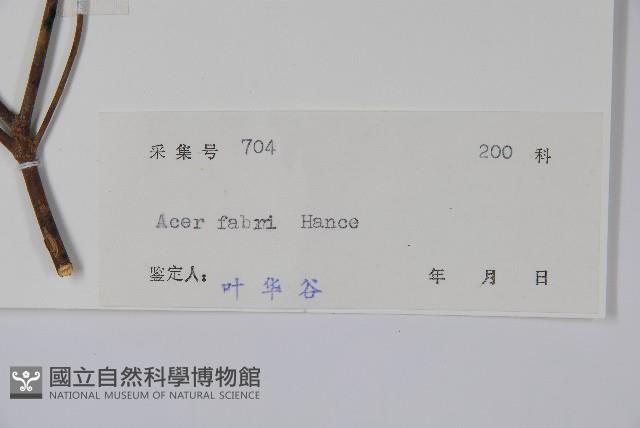 采集号 704 200 科
Acer fabri Hance
鉴定人： 叶华谷 年 月 日
國立自然科學博物館
NATIONAL MUSEUM OF NATURAL SCIENCE